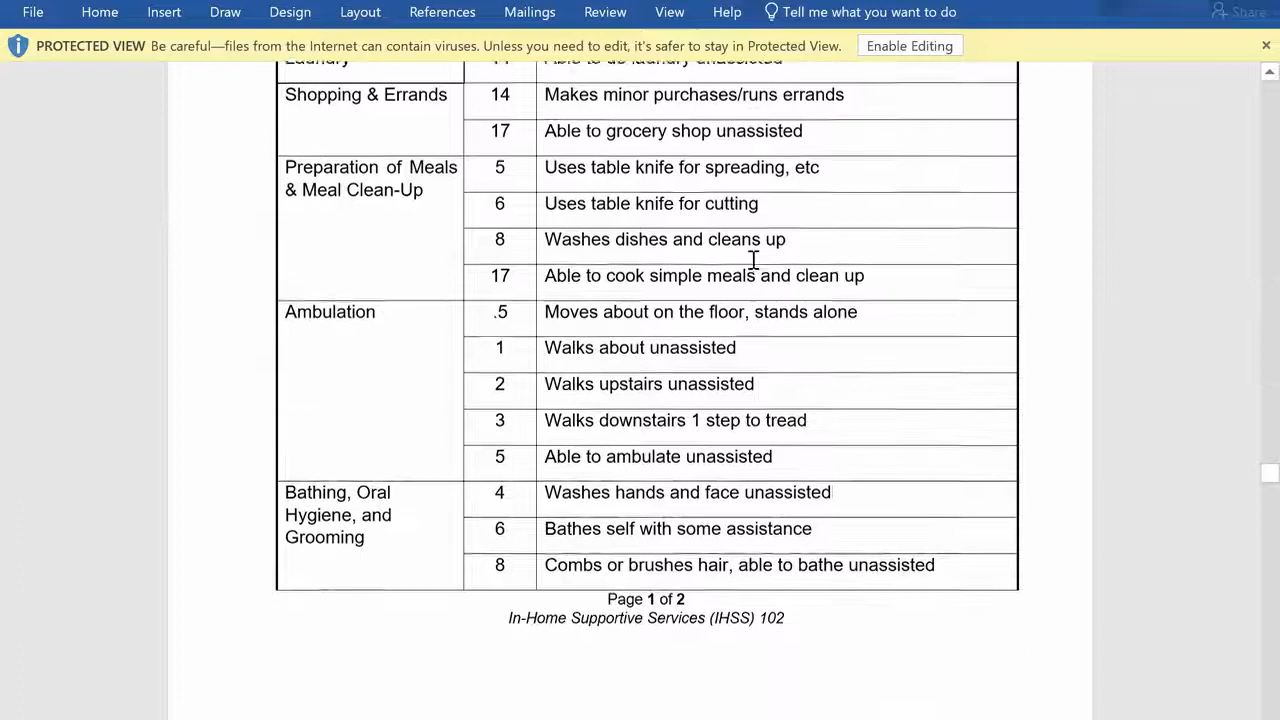 File Home Insert Draw Design Layout References Mailings Review View Help Tell me what you want to do Share
PROTECTED VIEW Be careful—files from the Internet can contain viruses. Unless you need to edit, it's safer to stay in Protected View. Enable Editing
Laundry Able to do laundry unassisted
Shopping & Errands 14 Makes minor purchases/runs errands
17 Able to grocery shop unassisted
Preparation of Meals 5 Uses table knife for spreading, etc
& Meal Clean-Up
6 Uses table knife for cutting
8 Washes dishes and cleans up
17 Able to cook simple meals and clean up
Ambulation .5 Moves about on the floor, stands alone
1 Walks about unassisted
2 Walks upstairs unassisted
3 Walks downstairs 1 step to tread
5 Able to ambulate unassisted
Bathing, Oral 4 Washes hands and face unassisted
Hygiene, and
6 Bathes self with some assistance
Grooming
8 Combs or brushes hair, able to bathe unassisted
Page 1 of 2
In-Home Supportive Services (IHSS) 102